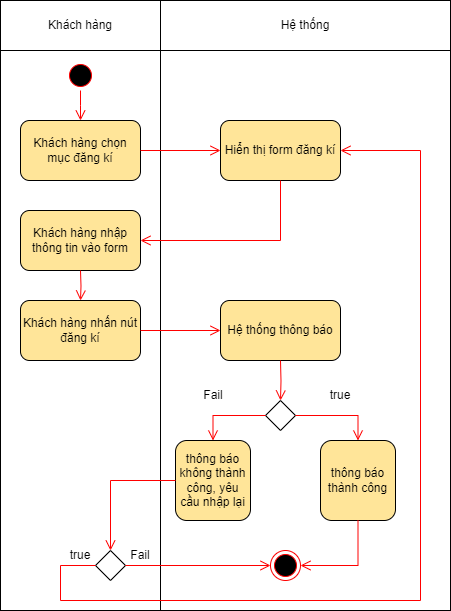 Khách hàng
Hệ thống
Khách hàng chọn
mục đăng kí
Hiển thị form đăng kí
Khách hàng nhập
thông tin vào form
Khách hàng nhấn nút
đăng kí
Hệ thống thông báo
Fail
true
thông báo
không thành
công, yêu
cầu nhập lại
thông báo
thành công
true
Fail